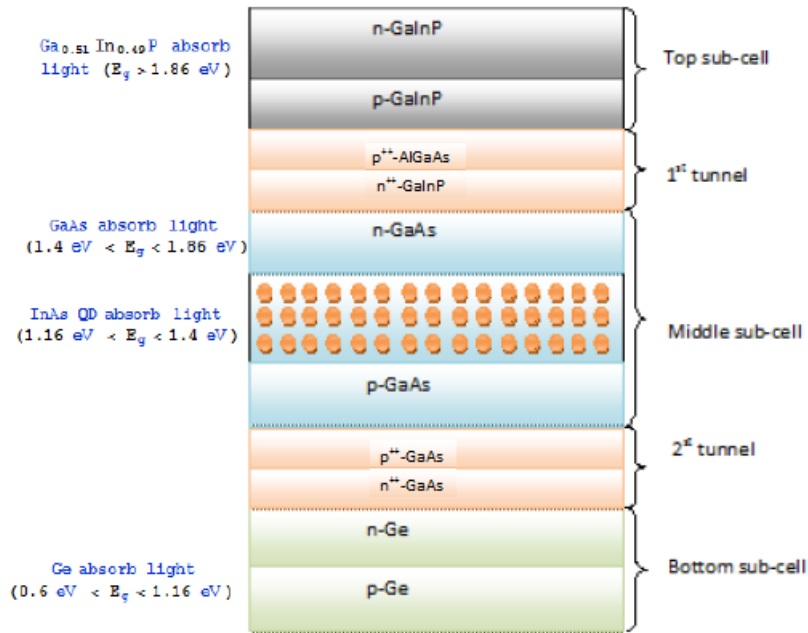 n-GaInP
Ga0.51In0.49P absorb
light (Eg > 1.86 eV)
Top sub-cell
p-GaInP
p++-AlGaAs
n++-GaInP
1st tunnel
GaAs absorb light
(1.4 eV < Eg < 1.86 eV)
n-GaAs
InAs QD absorb light
(1.16 eV < Eg < 1.4 eV)
Middle sub-cell
p-GaAs
p++-GaAs
n++-GaAs
2st tunnel
n-Ge
Ge absorb light
(0.6 eV < Eg < 1.16 eV)
p-Ge
Bottom sub-cell